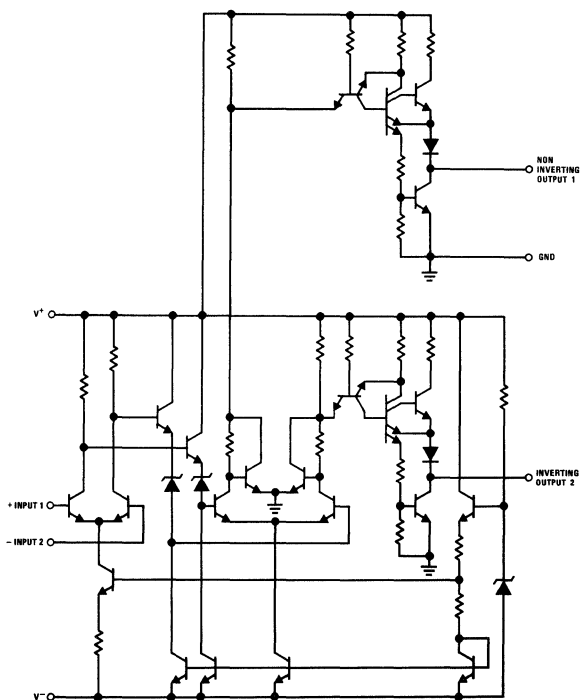 NON
INVERTING
OUTPUT 1
GND
V+
INVERTING
OUTPUT 2
+ INPUT 1
− INPUT 2
V−